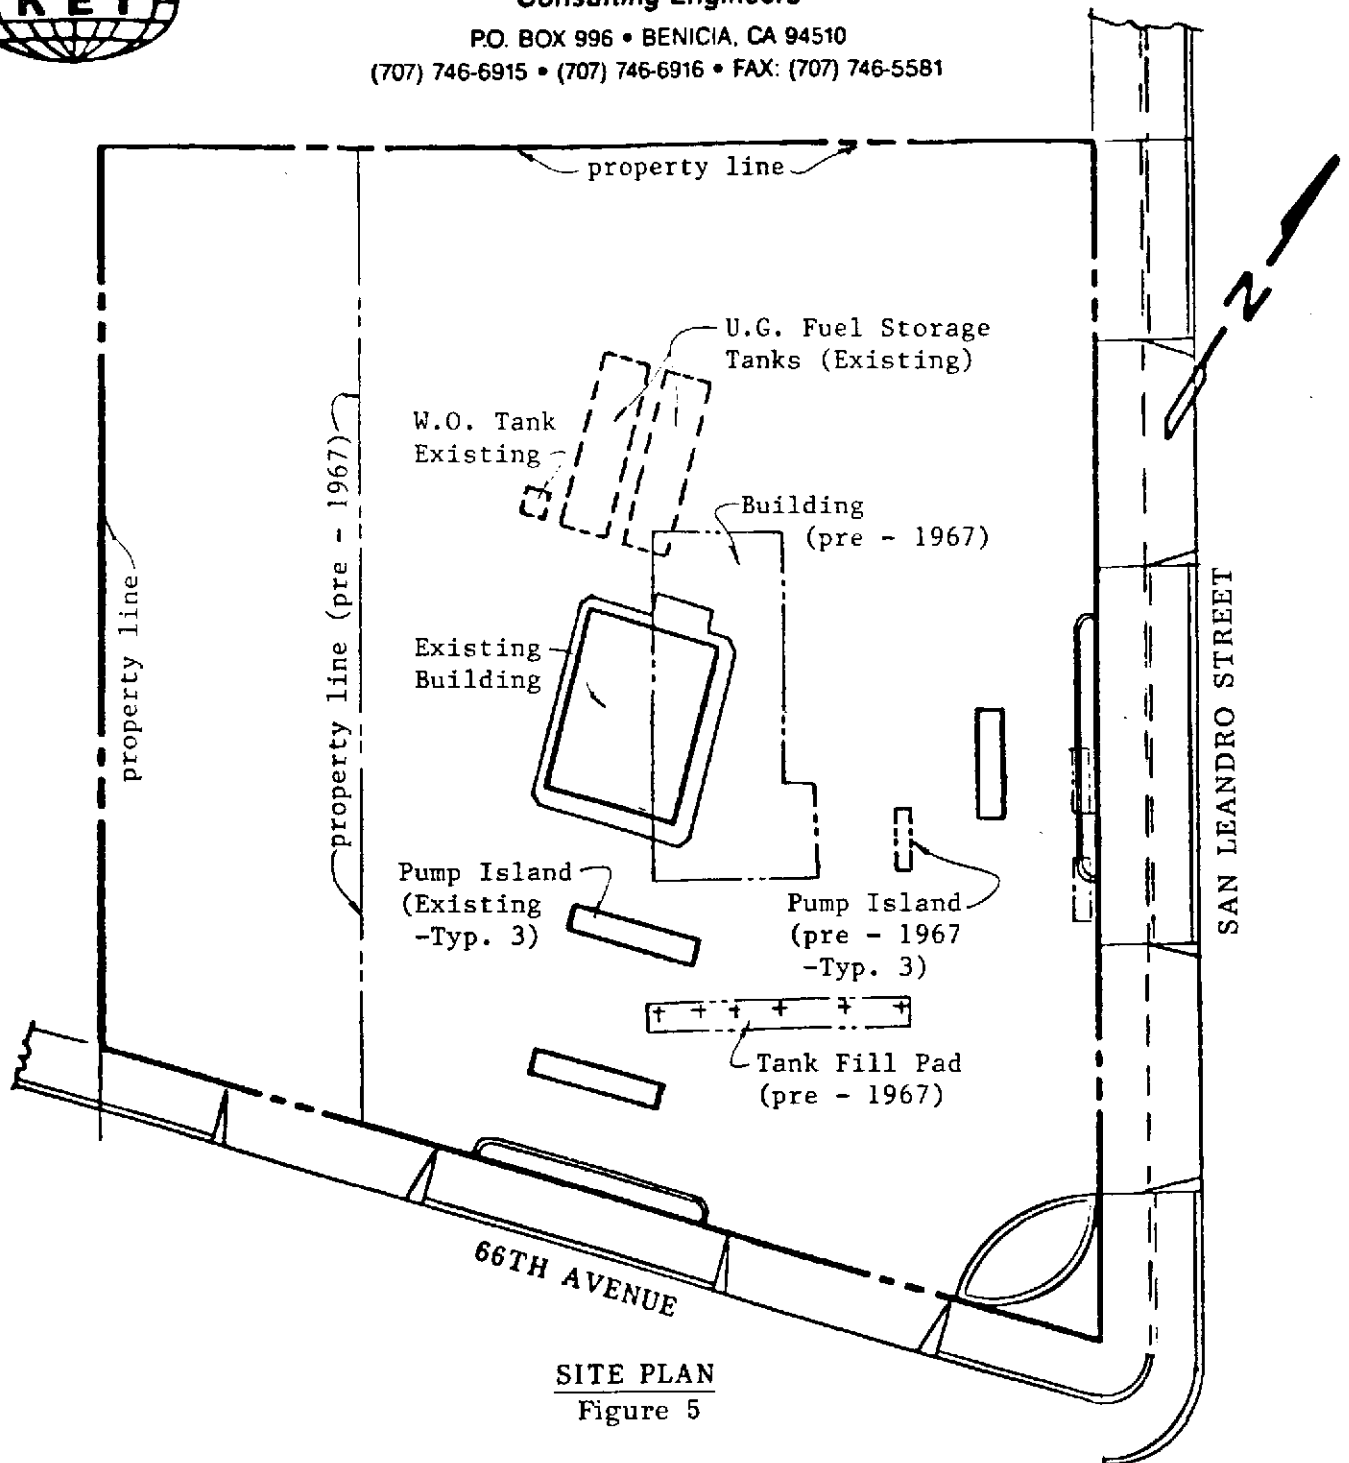 KEI
Consulting Engineers
P.O. BOX 996 • BENICIA, CA 94510
(707) 746-6915 • (707) 746-6916 • FAX: (707) 746-5581
property line
N
U.G. Fuel Storage
Tanks (Existing)
W.O. Tank
Existing
Building
(pre - 1967)
property line (pre - 1967)
property line
Existing
Building
SAN LEANDRO STREET
Pump Island
(Existing
-Typ. 3)
Pump Island
(pre - 1967
-Typ. 3)
Tank Fill Pad
(pre - 1967)
66TH AVENUE
SITE PLAN
Figure 5